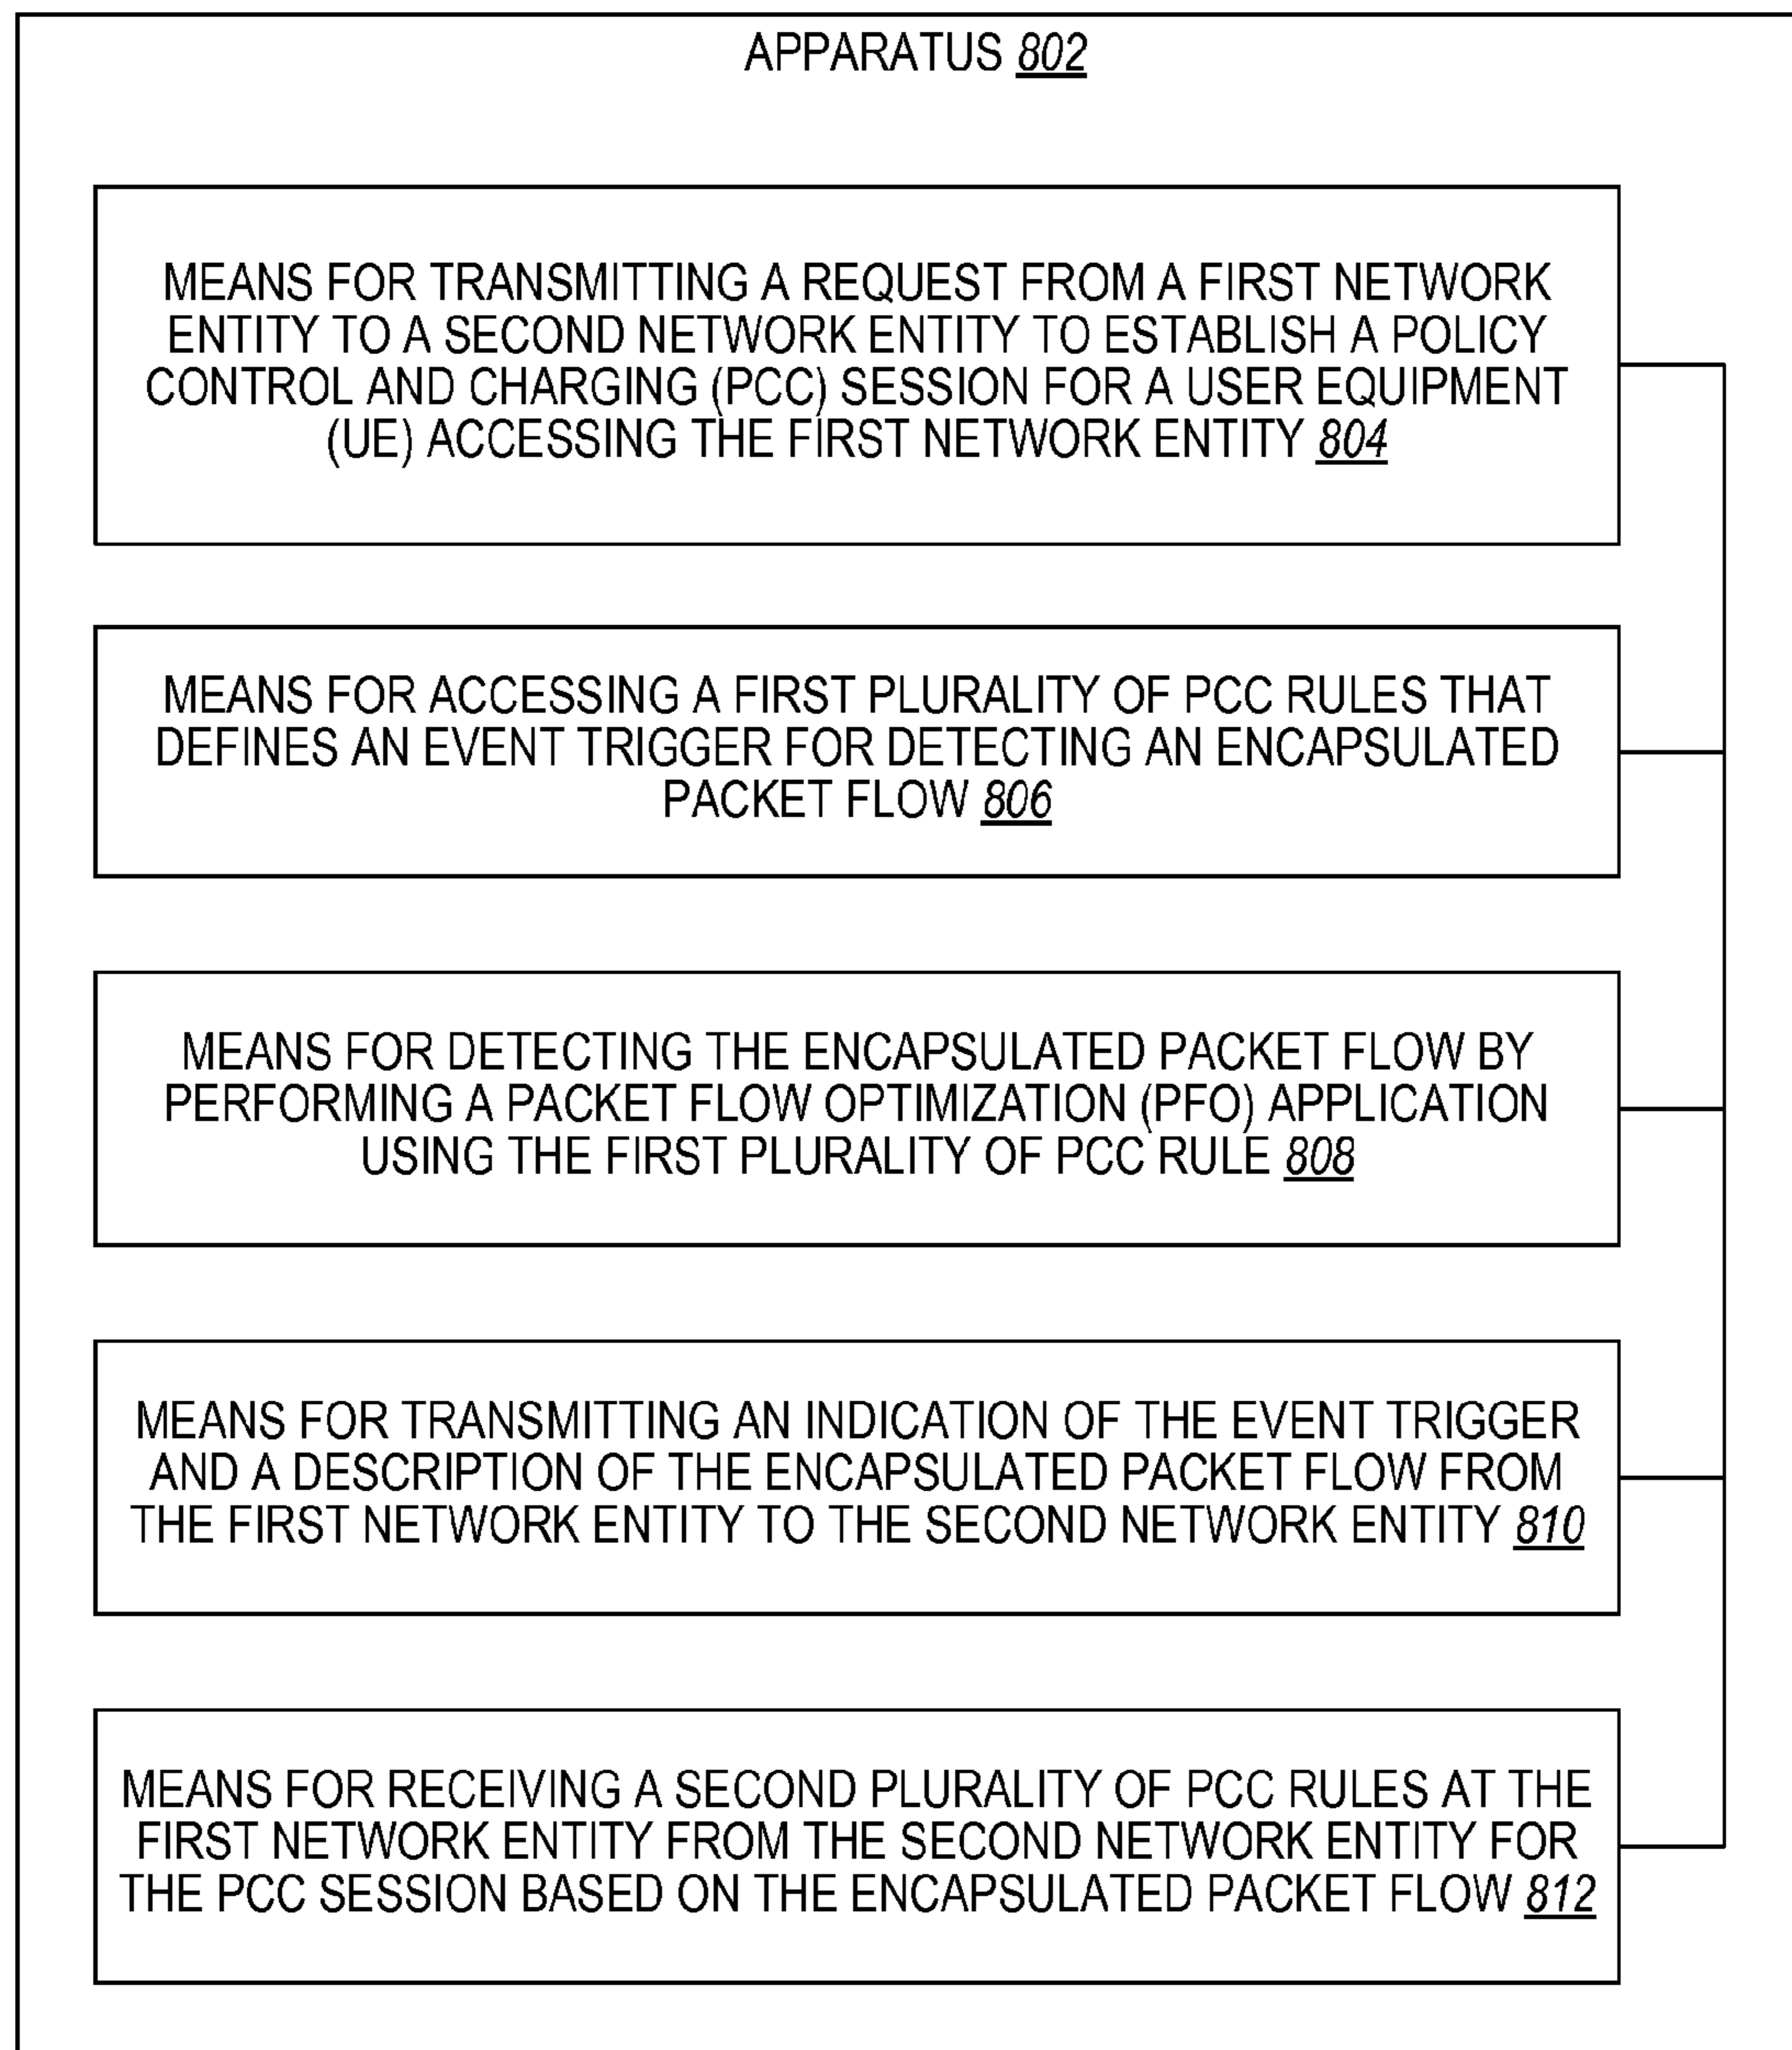 APPARATUS 802
MEANS FOR TRANSMITTING A REQUEST FROM A FIRST NETWORK
ENTITY TO A SECOND NETWORK ENTITY TO ESTABLISH A POLICY
CONTROL AND CHARGING (PCC) SESSION FOR A USER EQUIPMENT
(UE) ACCESSING THE FIRST NETWORK ENTITY 804
MEANS FOR ACCESSING A FIRST PLURALITY OF PCC RULES THAT
DEFINES AN EVENT TRIGGER FOR DETECTING AN ENCAPSULATED
PACKET FLOW 806
MEANS FOR DETECTING THE ENCAPSULATED PACKET FLOW BY
PERFORMING A PACKET FLOW OPTIMIZATION (PFO) APPLICATION
USING THE FIRST PLURALITY OF PCC RULE 808
MEANS FOR TRANSMITTING AN INDICATION OF THE EVENT TRIGGER
AND A DESCRIPTION OF THE ENCAPSULATED PACKET FLOW FROM
THE FIRST NETWORK ENTITY TO THE SECOND NETWORK ENTITY 810
MEANS FOR RECEIVING A SECOND PLURALITY OF PCC RULES AT THE
FIRST NETWORK ENTITY FROM THE SECOND NETWORK ENTITY FOR
THE PCC SESSION BASED ON THE ENCAPSULATED PACKET FLOW 812